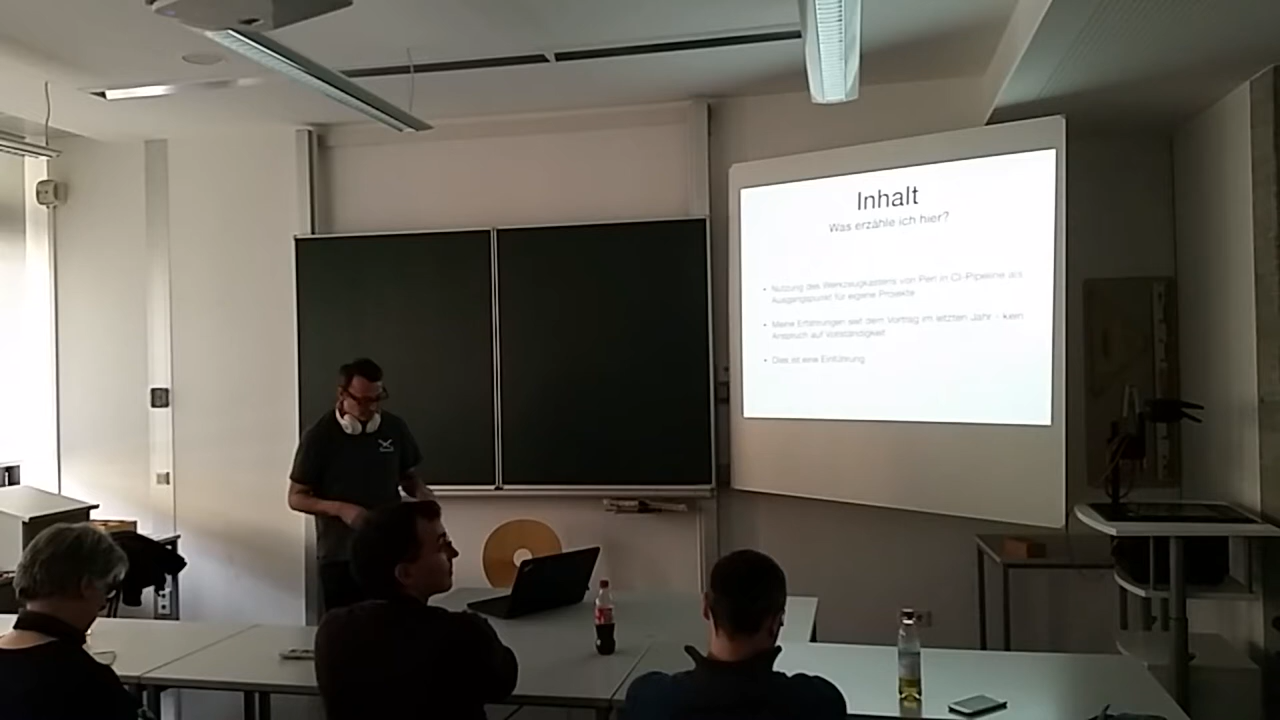 Inhalt
Was erzähle ich hier?
• Nutzung des Werkzeugkastens von Perl in CI-Pipeline als
Ausgangspunkt für eigene Projekte
• Meine Erfahrungen seit dem Vortrag im letzten Jahr - kein
Anspruch auf Vollständigkeit
• Dies ist eine Einführung